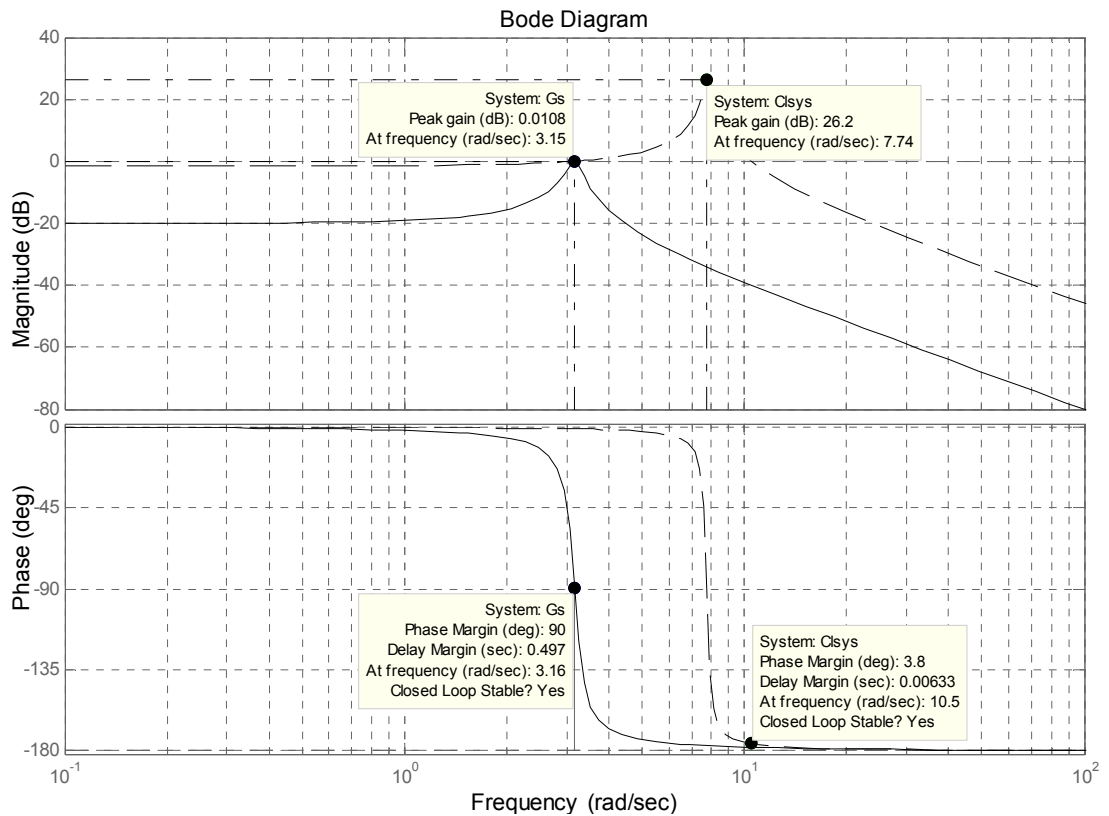 Bode Diagram
Magnitude (dB)
40
20
0
-20
-40
-60
-80
System: Gs
Peak gain (dB): 0.0108
At frequency (rad/sec): 3.15
System: Clsys
Peak gain (dB): 26.2
At frequency (rad/sec): 7.74
Phase (deg)
0
-45
-90
-135
-180
System: Gs
Phase Margin (deg): 90
Delay Margin (sec): 0.497
At frequency (rad/sec): 3.16
Closed Loop Stable? Yes
System: Clsys
Phase Margin (deg): 3.8
Delay Margin (sec): 0.00633
At frequency (rad/sec): 10.5
Closed Loop Stable? Yes
10⁻¹ 10⁰ 10¹ 10²
Frequency (rad/sec)